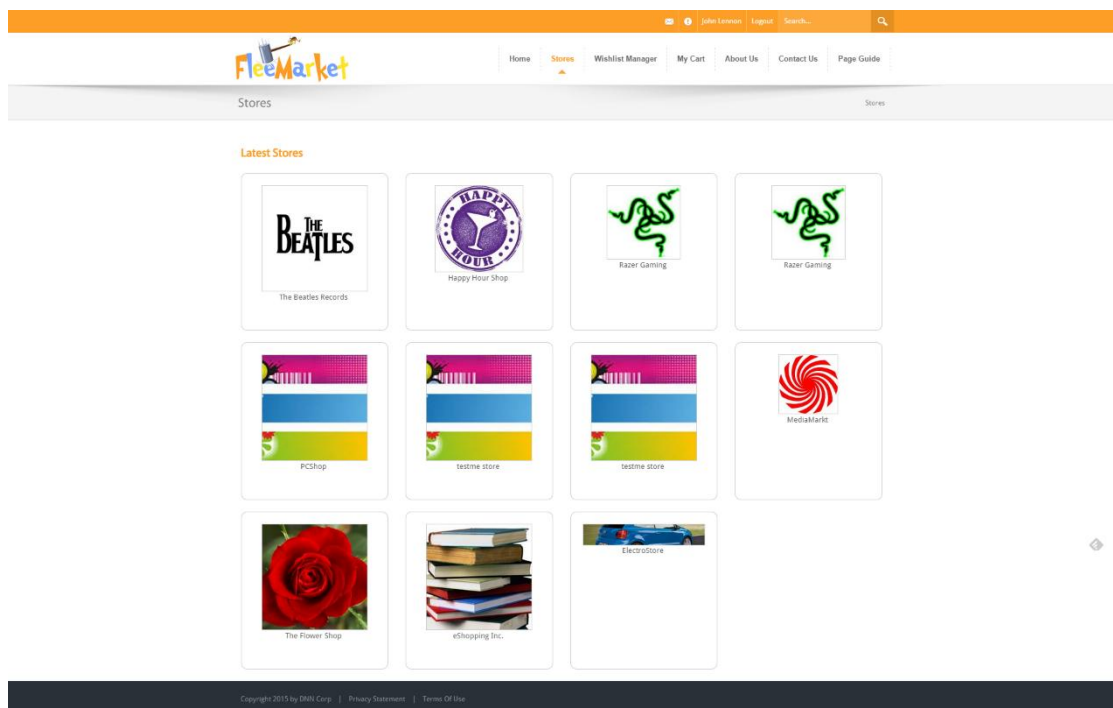 John Lennon Logout Search...
FleeMarket
Home Stores Wishlist Manager My Cart About Us Contact Us Page Guide
Stores Stores
Latest Stores
THE BEATLES
The Beatles Records
HAPPY HOUR
Happy Hour Shop
Razer Gaming
Razer Gaming
PCShop
testme store
testme store
MediaMarkt
The Flower Shop
eShopping Inc.
ElectroStore
Copyright 2015 by DNN Corp | Privacy Statement | Terms Of Use